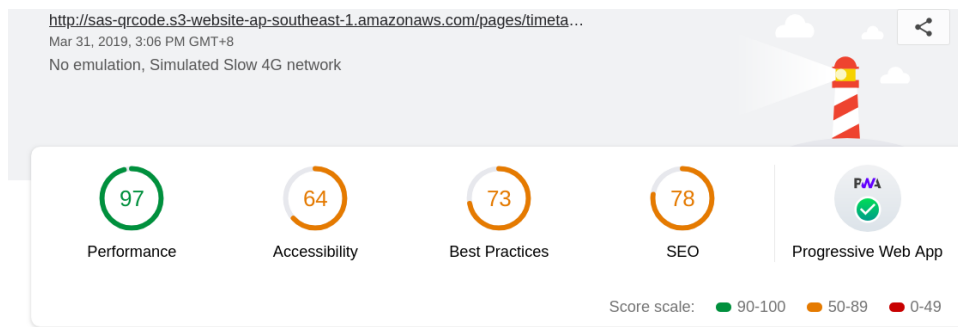 http://sas-qrcode.s3-website-ap-southeast-1.amazonaws.com/pages/timeta…
Mar 31, 2019, 3:06 PM GMT+8
No emulation, Simulated Slow 4G network
97 64 73 78 PWA
Performance Accessibility Best Practices SEO Progressive Web App
Score scale: 90-100 50-89 0-49